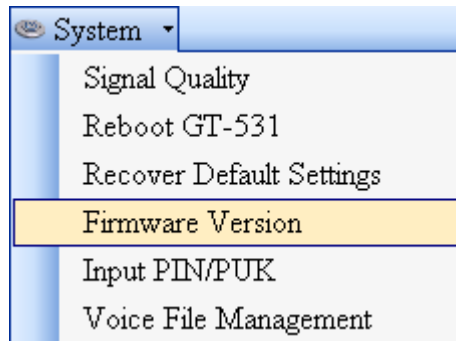 System
Signal Quality
Reboot GT-531
Recover Default Settings
Firmware Version
Input PIN/PUK
Voice File Management